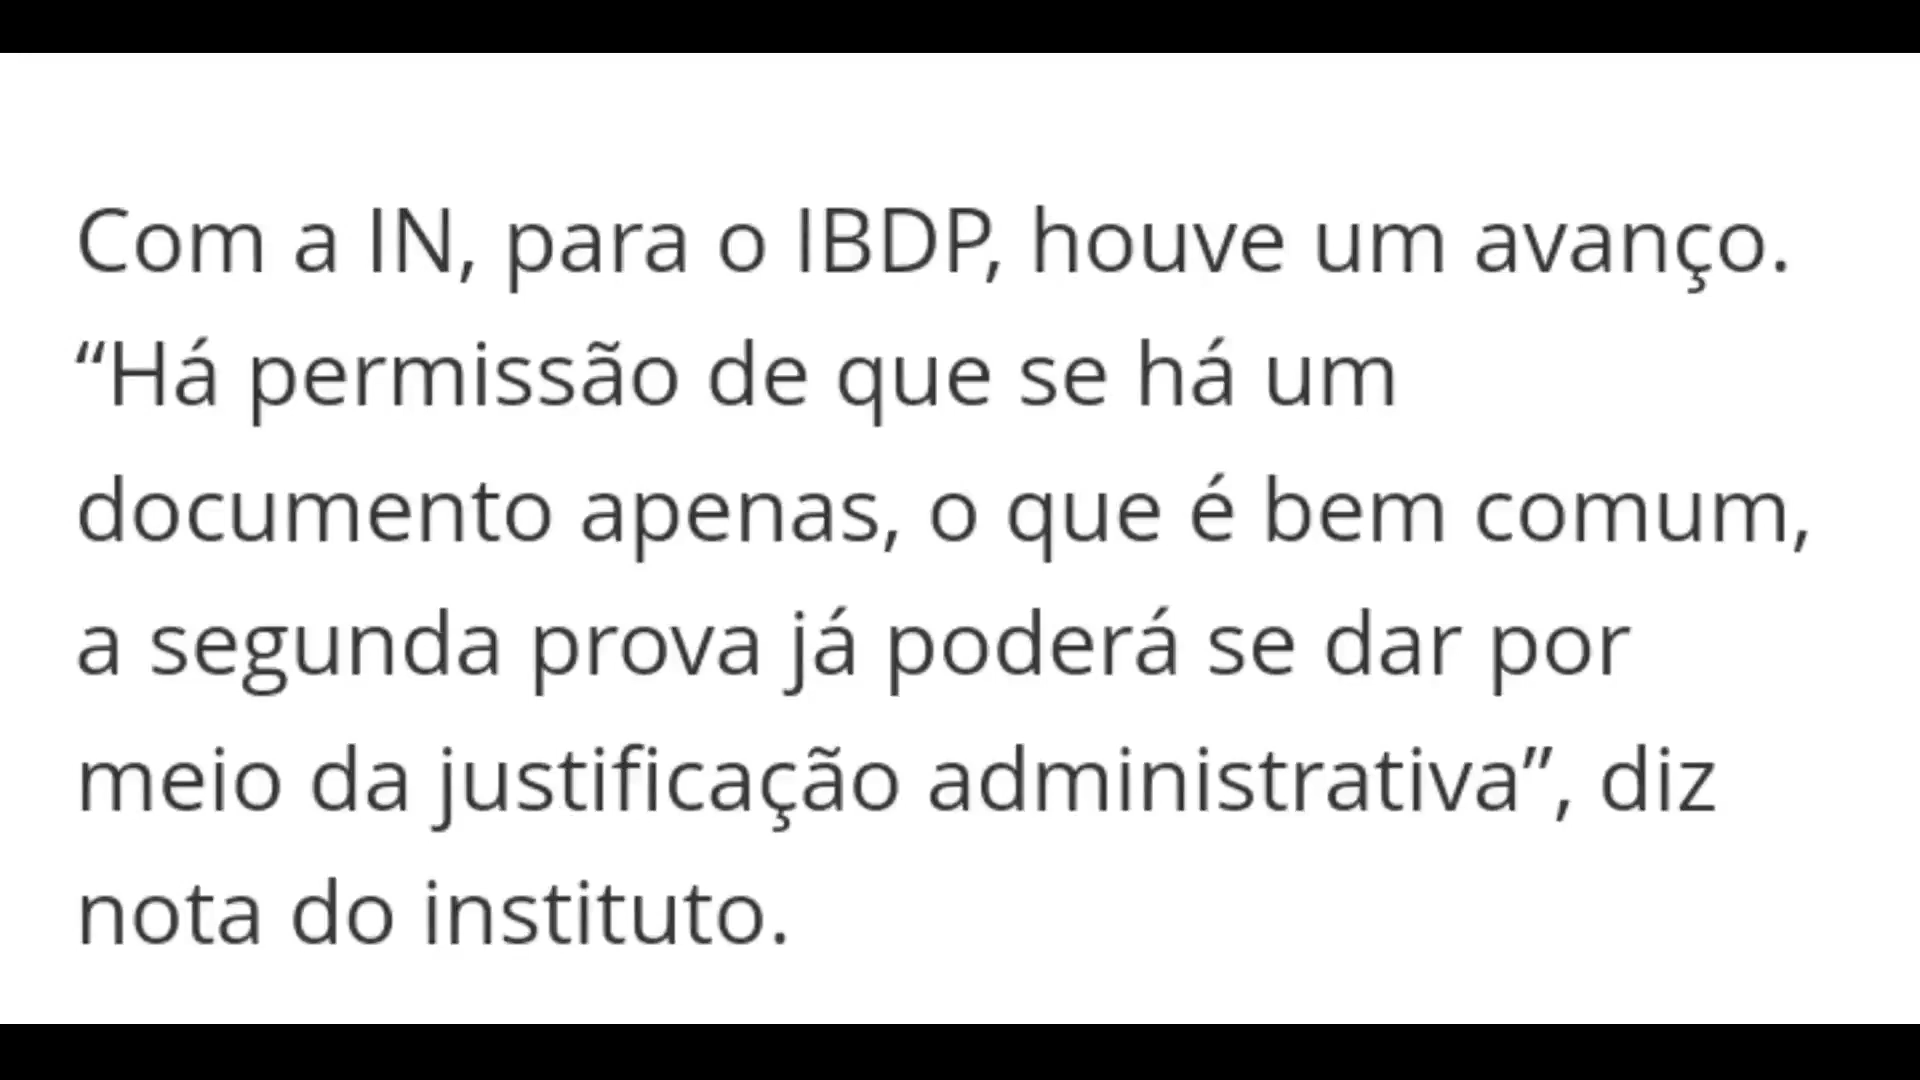 Com a IN, para o IBDP, houve um avanço.
“Há permissão de que se há um
documento apenas, o que é bem comum,
a segunda prova já poderá se dar por
meio da justificação administrativa”, diz
nota do instituto.